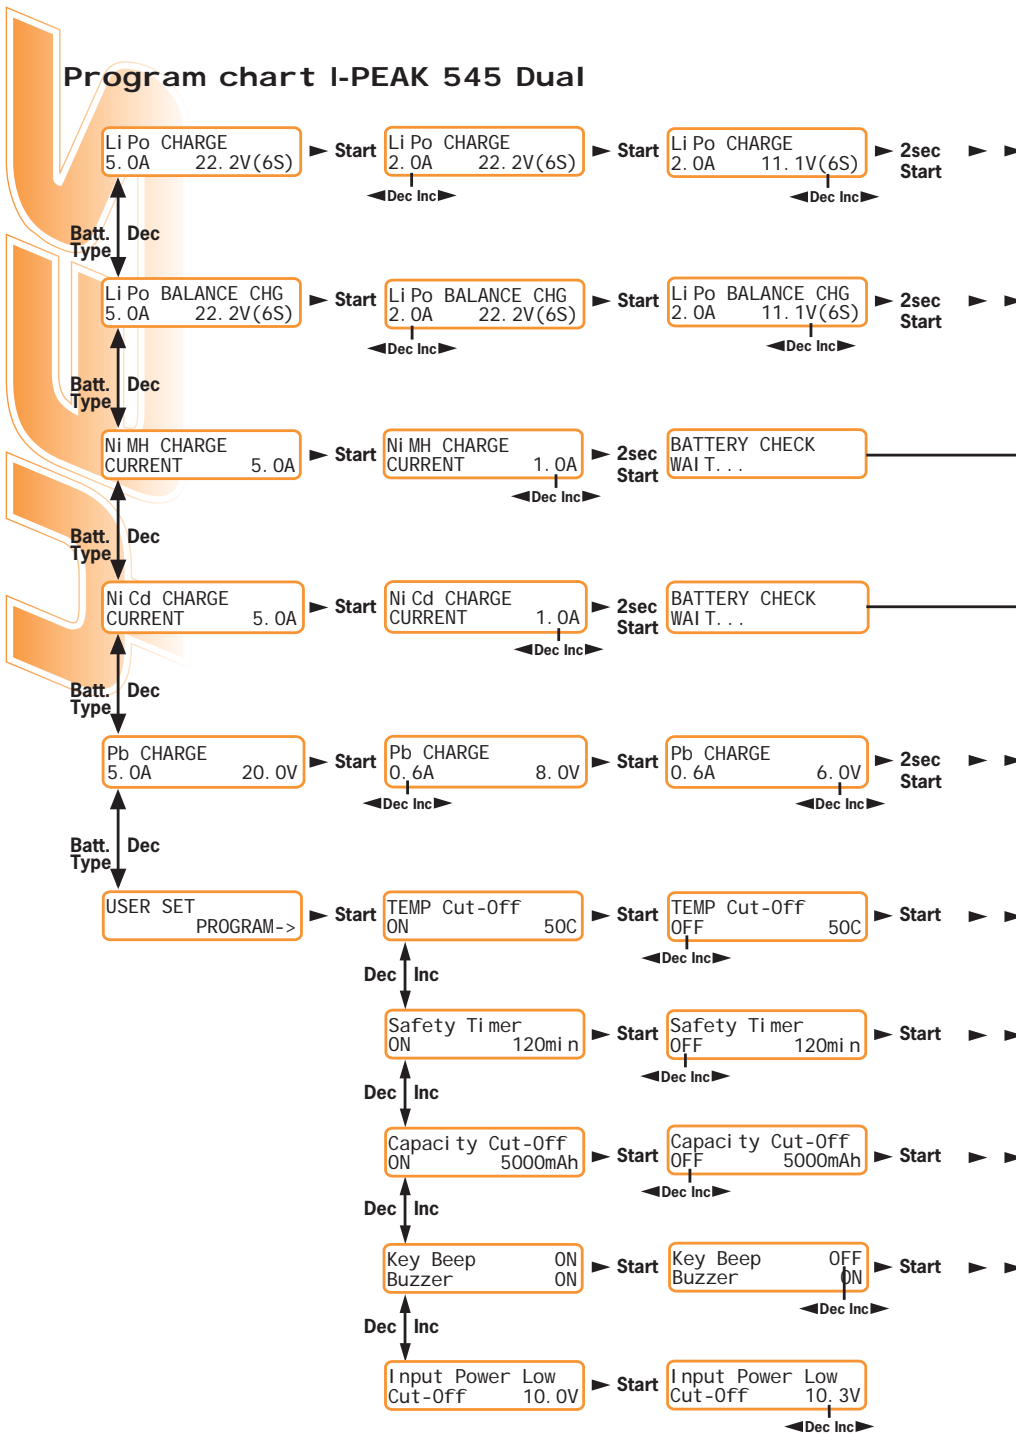 Program chart I-PEAK 545 Dual
LiPo CHARGE
5.0A 22.2V(6S)
Start
LiPo CHARGE
2.0A 22.2V(6S)
Dec Inc
Start
LiPo CHARGE
2.0A 11.1V(6S)
Dec Inc
2sec
Start
Batt.
Type
Dec
LiPo BALANCE CHG
5.0A 22.2V(6S)
Start
LiPo BALANCE CHG
2.0A 22.2V(6S)
Dec Inc
Start
LiPo BALANCE CHG
2.0A 11.1V(6S)
Dec Inc
2sec
Start
Batt.
Type
Dec
NiMH CHARGE
CURRENT 5.0A
Start
NiMH CHARGE
CURRENT 1.0A
Dec Inc
2sec
Start
BATTERY CHECK
WAIT...
Batt.
Type
Dec
NiCd CHARGE
CURRENT 5.0A
Start
NiCd CHARGE
CURRENT 1.0A
Dec Inc
2sec
Start
BATTERY CHECK
WAIT...
Batt.
Type
Dec
Pb CHARGE
5.0A 20.0V
Start
Pb CHARGE
0.6A 8.0V
Dec Inc
Start
Pb CHARGE
0.6A 6.0V
Dec Inc
2sec
Start
Batt.
Type
Dec
USER SET
PROGRAM->
Start
TEMP Cut-Off
ON 50C
Start
TEMP Cut-Off
OFF 50C
Dec Inc
Start
Dec Inc
Safety Timer
ON 120min
Start
Safety Timer
OFF 120min
Dec Inc
Start
Dec Inc
Capacity Cut-Off
ON 5000mAh
Start
Capacity Cut-Off
OFF 5000mAh
Dec Inc
Start
Dec Inc
Key Beep ON
Buzzer ON
Start
Key Beep OFF
Buzzer ON
Dec Inc
Start
Dec Inc
Input Power Low
Cut-Off 10.0V
Start
Input Power Low
Cut-Off 10.3V
Dec Inc